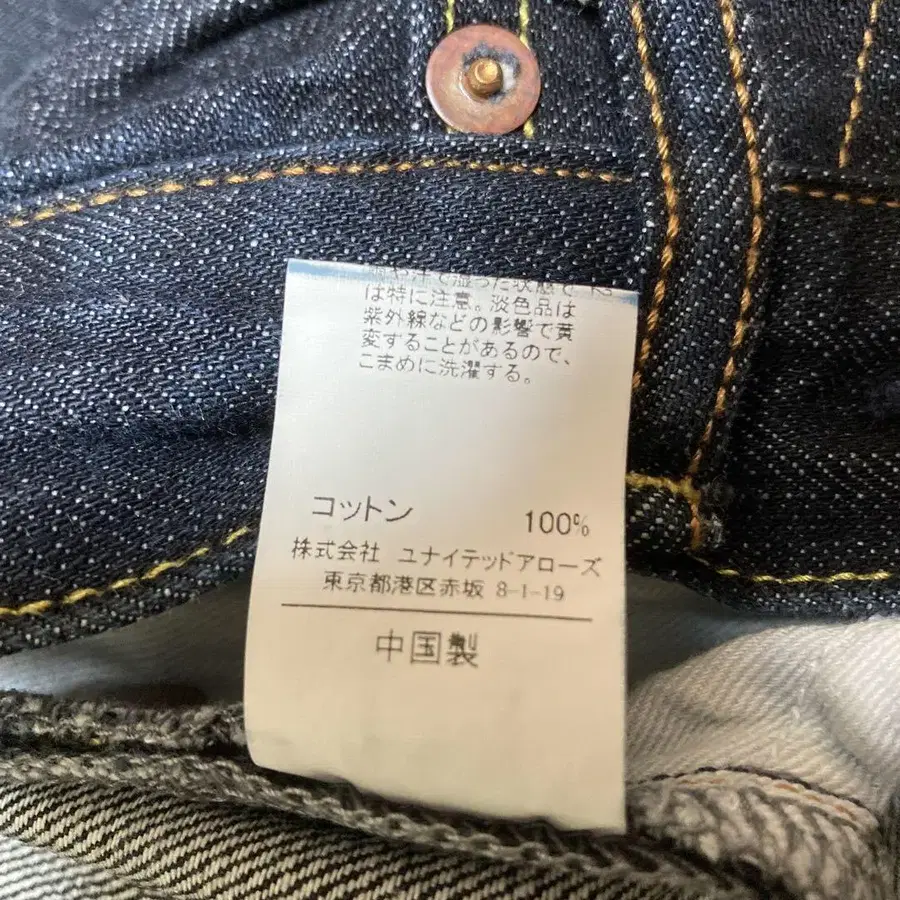 は特に注意。淡色品は
紫外線などの影響で黄
変することがあるので、
こまめに洗濯する。
コットン 100%
株式会社 ユナイテッドアローズ
東京都港区赤坂 8-1-19
中国製